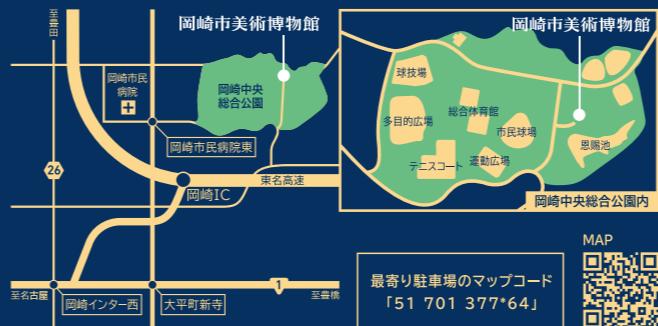 至豊田
岡崎市美術博物館
岡崎市民
病院
岡崎中央
総合公園
岡崎市民病院東
26
岡崎IC
東名高速
至名古屋
岡崎インター西
大平町新寺
1
至豊橋
岡崎市美術博物館
球技場
多目的広場
総合体育館
市民球場
テニスコート
運動広場
恩賜池
岡崎中央総合公園内
最寄り駐車場のマップコード
「51 701 377*64」
MAP